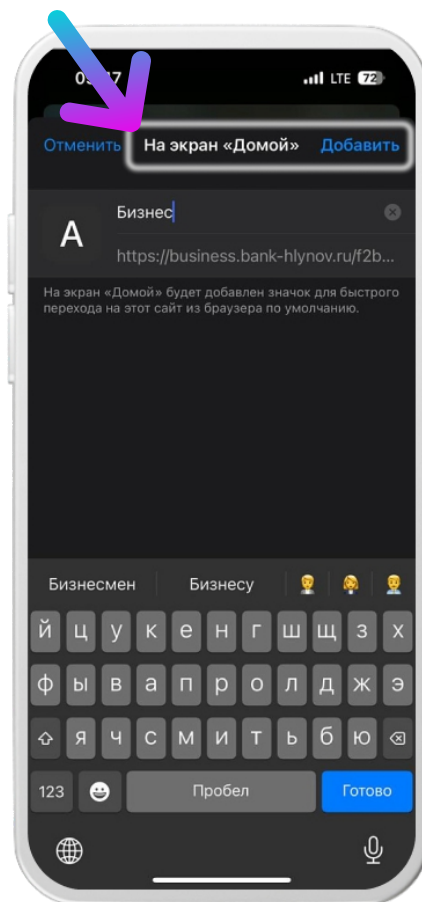 LTE 72
Отменить На экран «Домой» Добавить
A
Бизнес
https://business.bank-hlynov.ru/f2b...
На экран «Домой» будет добавлен значок для быстрого
перехода на этот сайт из браузера по умолчанию.
Бизнесмен Бизнесу
й ц у к е н г ш щ з х
ф ы в а п р о л д ж э
я ч с м и т ь б ю
123 Пробел Готово